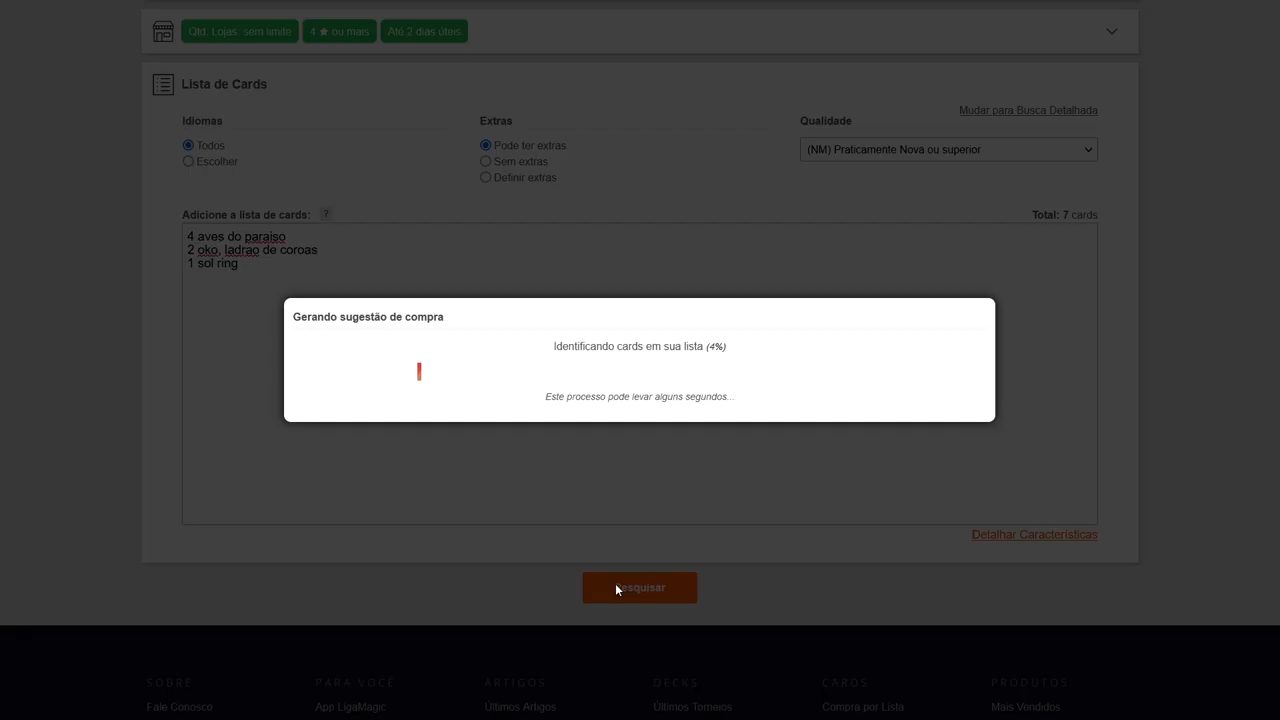 Qtd. Lojas: sem limite 4 ★ ou mais Até 2 dias úteis
Lista de Cards
Mudar para Busca Detalhada
Idiomas Extras Qualidade
Todos Pode ter extras (NM) Praticamente Nova ou superior
Escolher Sem extras
Definir extras
Adicione a lista de cards: ? Total: 7 cards
4 aves do paraiso
2 oko, ladrao de coroas
1 sol ring
Gerando sugestão de compra
Identificando cards em sua lista (4%)
Este processo pode levar alguns segundos...
Detalhar Características
Pesquisar
SOBRE PARA VOCÊ ARTIGOS DECKS CARDS PRODUTOS
Fale Conosco App LigaMagic Últimos Artigos Últimos Torneios Compra por Lista Mais Vendidos